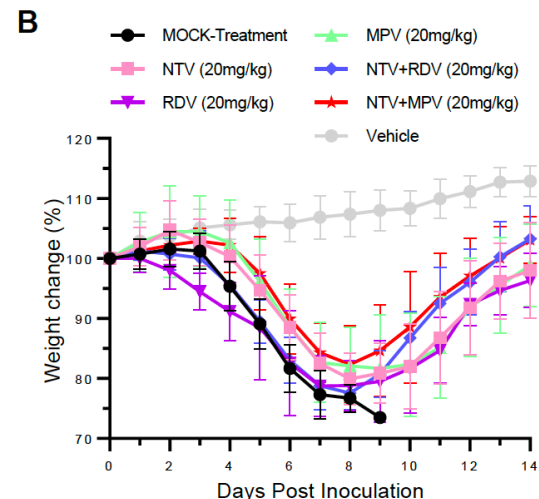 B
MOCK-Treatment
MPV (20mg/kg)
NTV (20mg/kg)
NTV+RDV (20mg/kg)
RDV (20mg/kg)
NTV+MPV (20mg/kg)
Vehicle
Weight change (%)
120
110
100
90
80
70
0 2 4 6 8 10 12 14
Days Post Inoculation